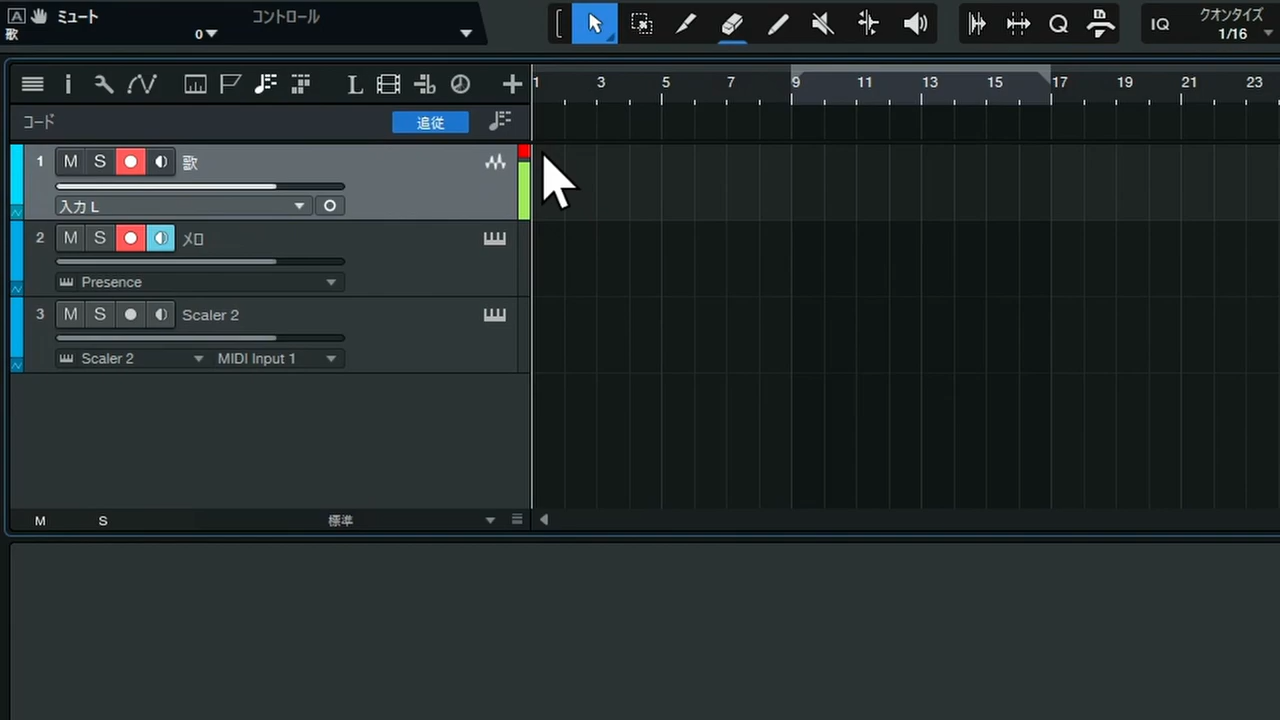 A ミュート コントロール
歌 0
IQ クオンタイズ
1/16
1 3 5 7 9 11 13 15 17 19 21 23
コード 追従
1 M S 歌
入力 L
2 M S メロ
Presence
3 M S Scaler 2
Scaler 2 MIDI Input 1
M S 標準